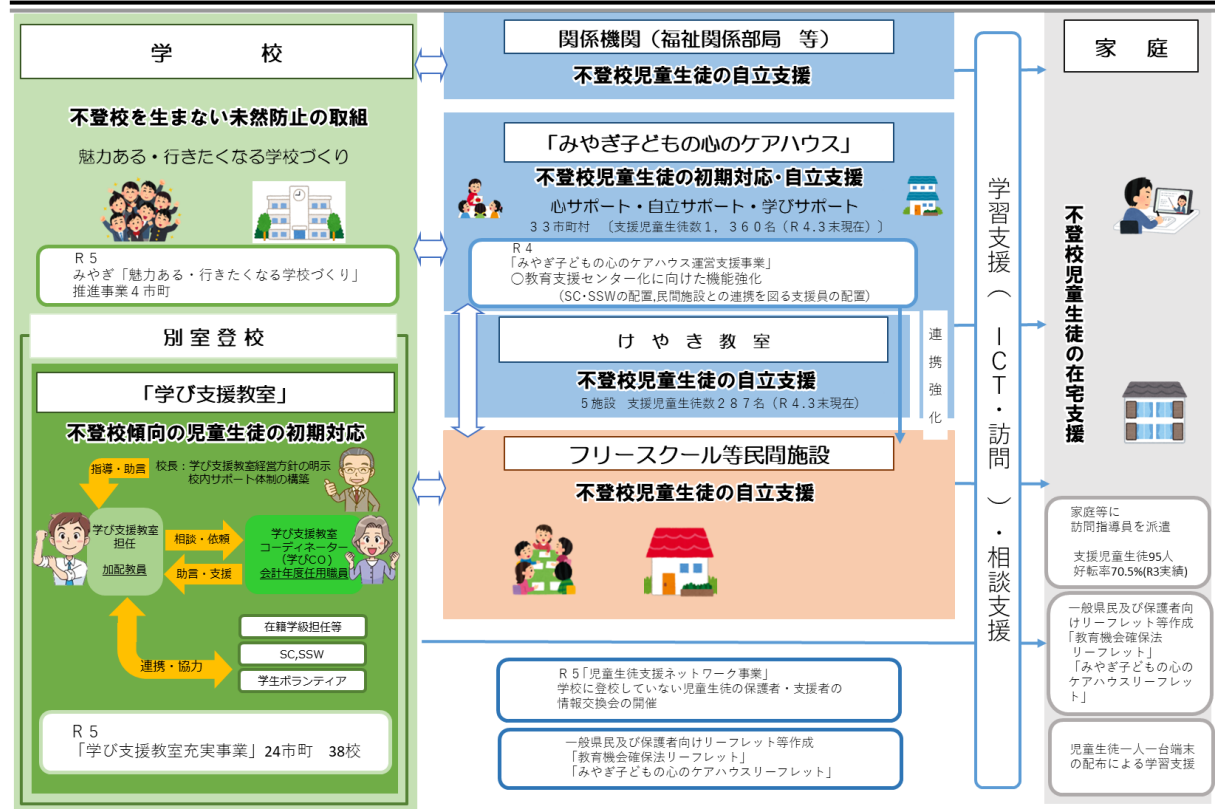 学　　校
不登校を生まない未然防止の取組
魅力ある・行きたくなる学校づくり
Ｒ５
みやぎ「魅力ある・行きたくなる学校づくり」
推進事業４市町
別室登校
「学び支援教室」
不登校傾向の児童生徒の初期対応
指導・助言
校長：学び支援教室経営方針の明示
校内サポート体制の構築
学び支援教室
担任
加配教員
相談・依頼
助言・支援
学び支援教室
コーディネーター
(学びCO)
会計年度任用職員
連携・協力
在籍学級担任等
SC,SSW
学生ボランティア
Ｒ５
「学び支援教室充実事業」24市町　38校
関係機関（福祉関係部局　等）
不登校児童生徒の自立支援
「みやぎ子どもの心のケアハウス」
不登校児童生徒の初期対応・自立支援
心サポート・自立サポート・学びサポート
３３市町村　〔支援児童生徒数１，３６０名（Ｒ４.３末現在）〕
Ｒ４
「みやぎ子どもの心のケアハウス運営支援事業」
〇教育支援センター化に向けた機能強化
（SC・SSWの配置,民間施設との連携を図る支援員の配置）
けやき教室
不登校児童生徒の自立支援
５施設　支援児童生徒数２８７名（Ｒ４.３末現在）
連携強化
フリースクール等民間施設
不登校児童生徒の自立支援
Ｒ５「児童生徒支援ネットワーク事業」
学校に登校していない児童生徒の保護者・支援者の
情報交換会の開催
一般県民及び保護者向けリーフレット等作成
「教育機会確保法リーフレット」
「みやぎ子どもの心のケアハウスリーフレット」
学習支援（ＩＣＴ・訪問）・相談支援
家　庭
不登校児童生徒の在宅支援
家庭等に
訪問指導員を派遣
支援児童生徒95人
好転率70.5%(R3実績)
一般県民及び保護者向
けリーフレット等作成
「教育機会確保法
リーフレット」
「みやぎ子どもの心の
ケアハウスリーフレッ
ト」
児童生徒一人一台端末
の配布による学習支援